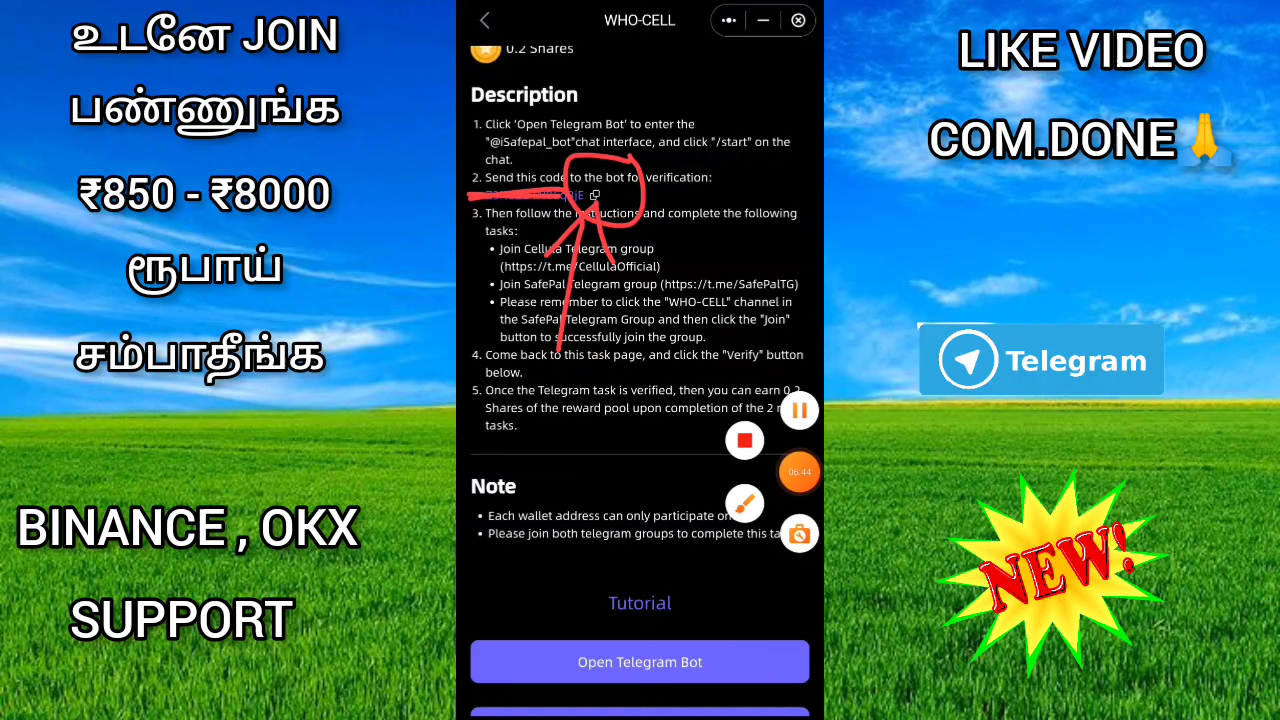 உடனே JOIN
பண்ணுங்க
₹850 - ₹8000
ரூபாய்
சம்பாதீங்க
BINANCE , OKX
SUPPORT
WHO-CELL
0.2 Shares
Description
1. Click 'Open Telegram Bot' to enter the
"@iSafepal_bot"chat interface, and click "/start" on the
chat.
2. Send this code to the bot for verification:
3. Then follow the instructions and complete the following
tasks:
• Join Cellula Telegram group
(https://t.me/CellulaOfficial)
• Join SafePal Telegram group (https://t.me/SafePalTG)
• Please remember to click the "WHO-CELL" channel in
the SafePal Telegram Group and then click the "Join"
button to successfully join the group.
4. Come back to this task page, and click the "Verify" button
below.
5. Once the Telegram task is verified, then you can earn 0.2
Shares of the reward pool upon completion of the 2
tasks.
06:44
Note
• Each wallet address can only participate
• Please join both telegram groups to complete this
Tutorial
Open Telegram Bot
LIKE VIDEO
COM.DONE🙏
Telegram
NEW!